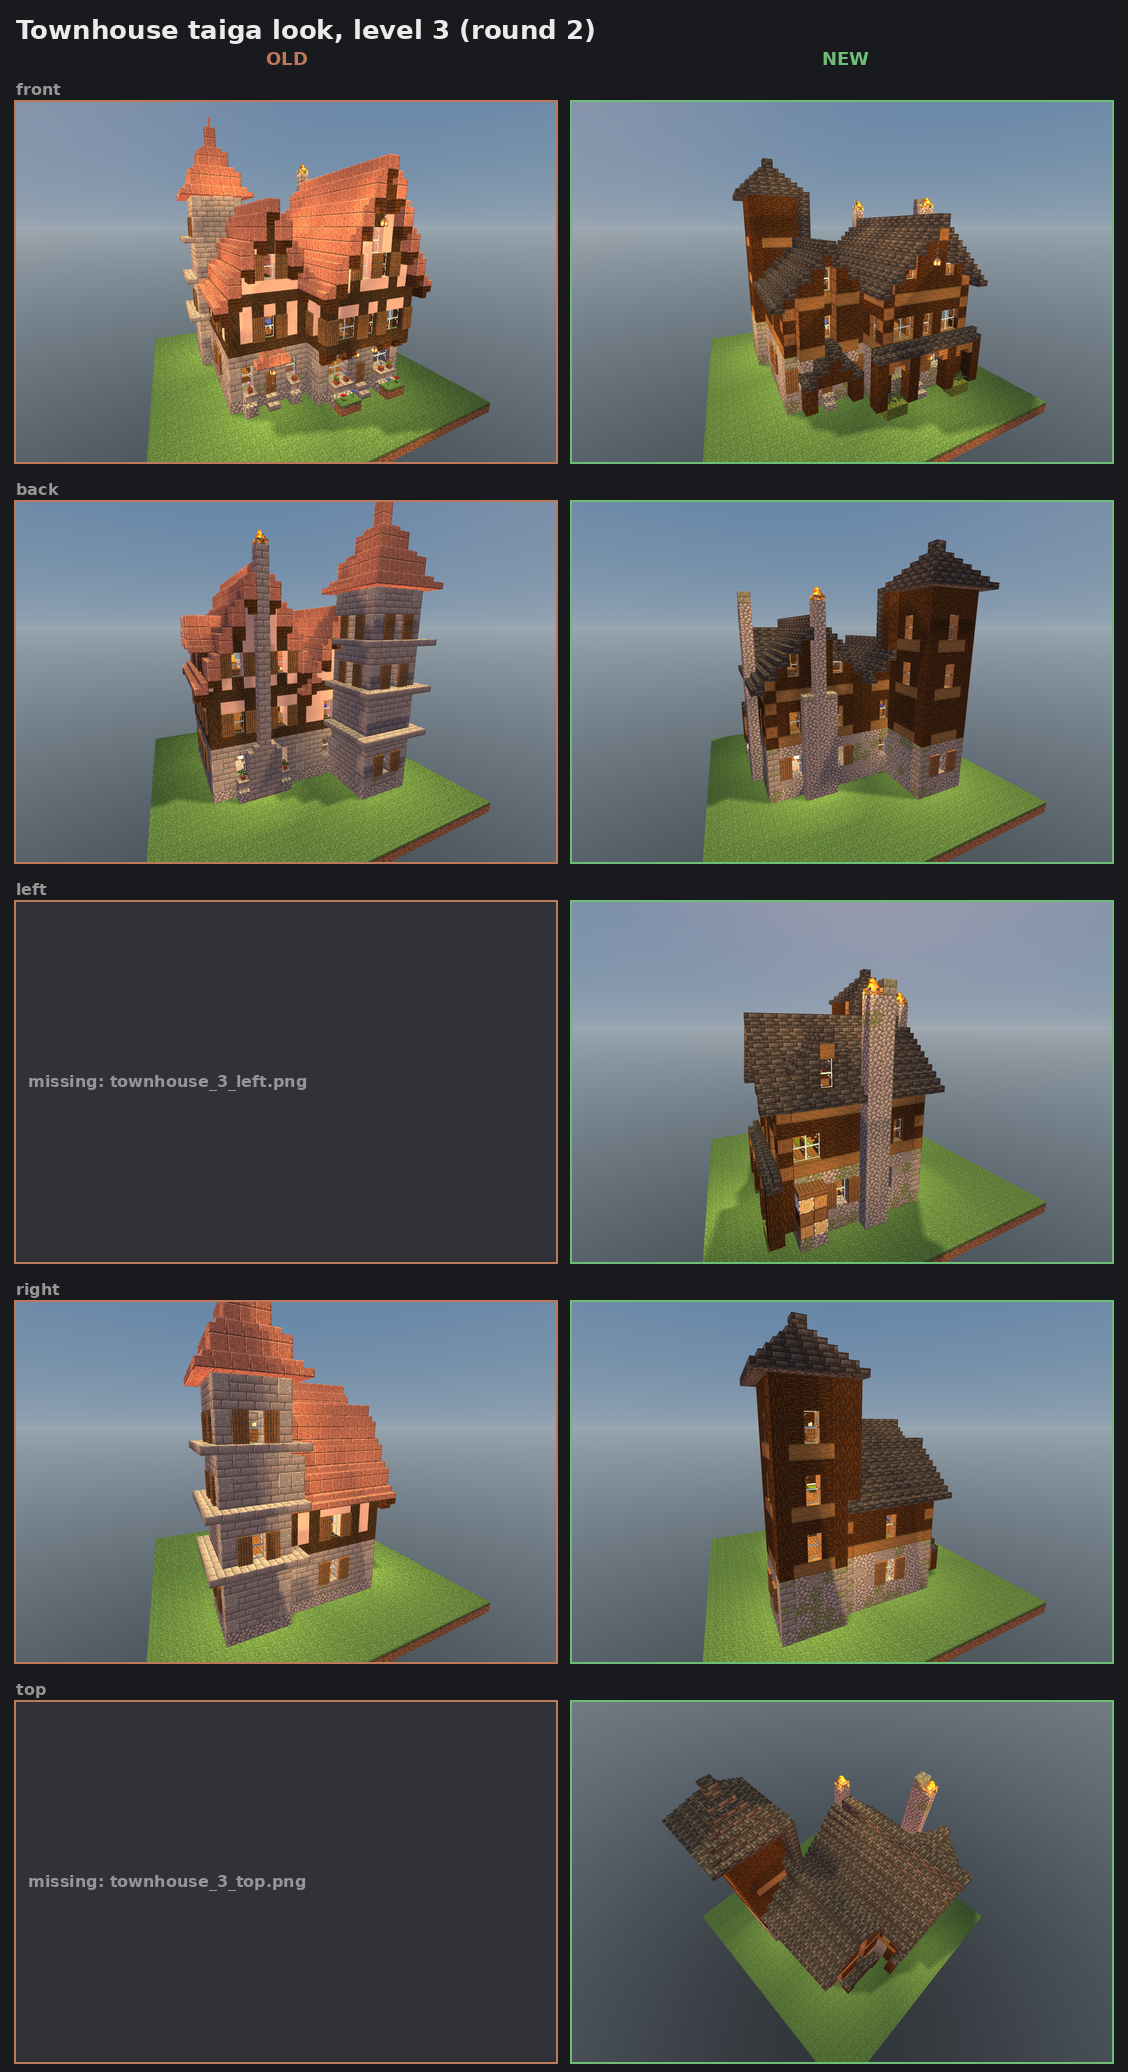 Townhouse taiga look, level 3 (round 2)
OLD
NEW
front
back
left
missing: townhouse_3_left.png
right
top
missing: townhouse_3_top.png